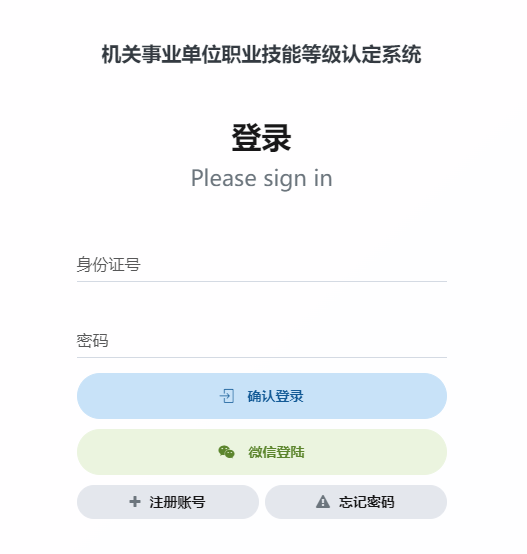 机关事业单位职业技能等级认定系统
登录
Please sign in
身份证号
密码
确认登录
微信登陆
注册账号
忘记密码